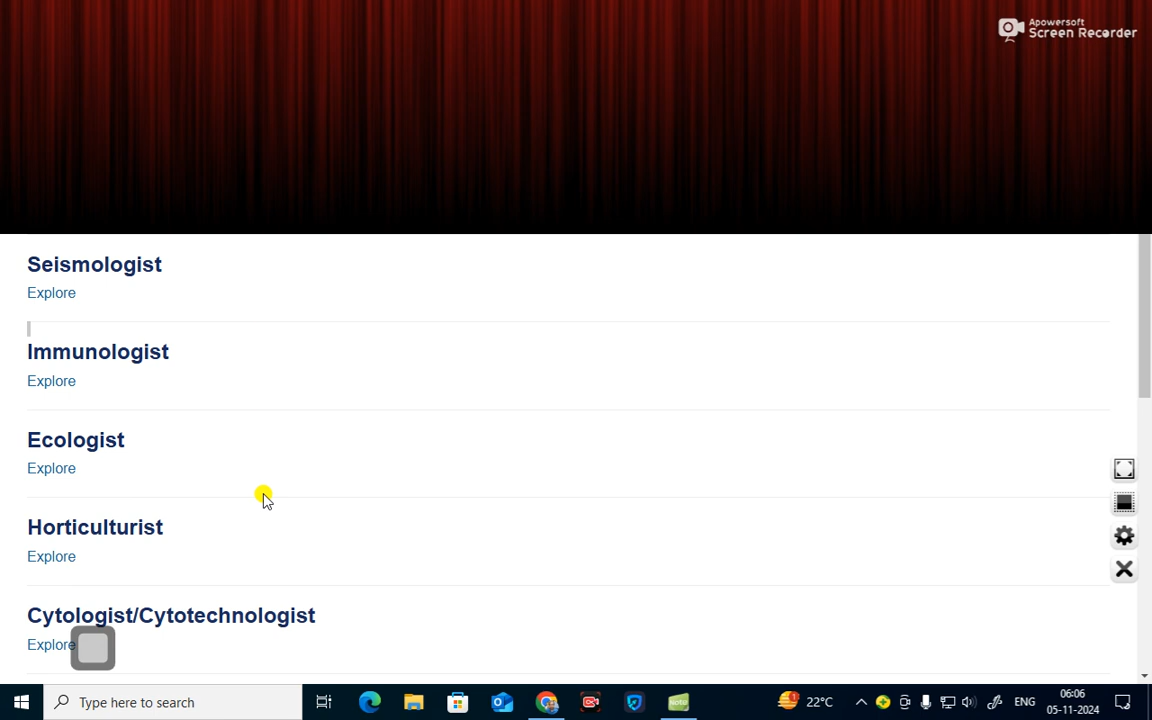 Apowersoft
Screen Recorder
Seismologist
Explore
Immunologist
Explore
Ecologist
Explore
Horticulturist
Explore
Cytologist/Cytotechnologist
Explore
Type here to search
22°C
ENG
06:06
05-11-2024